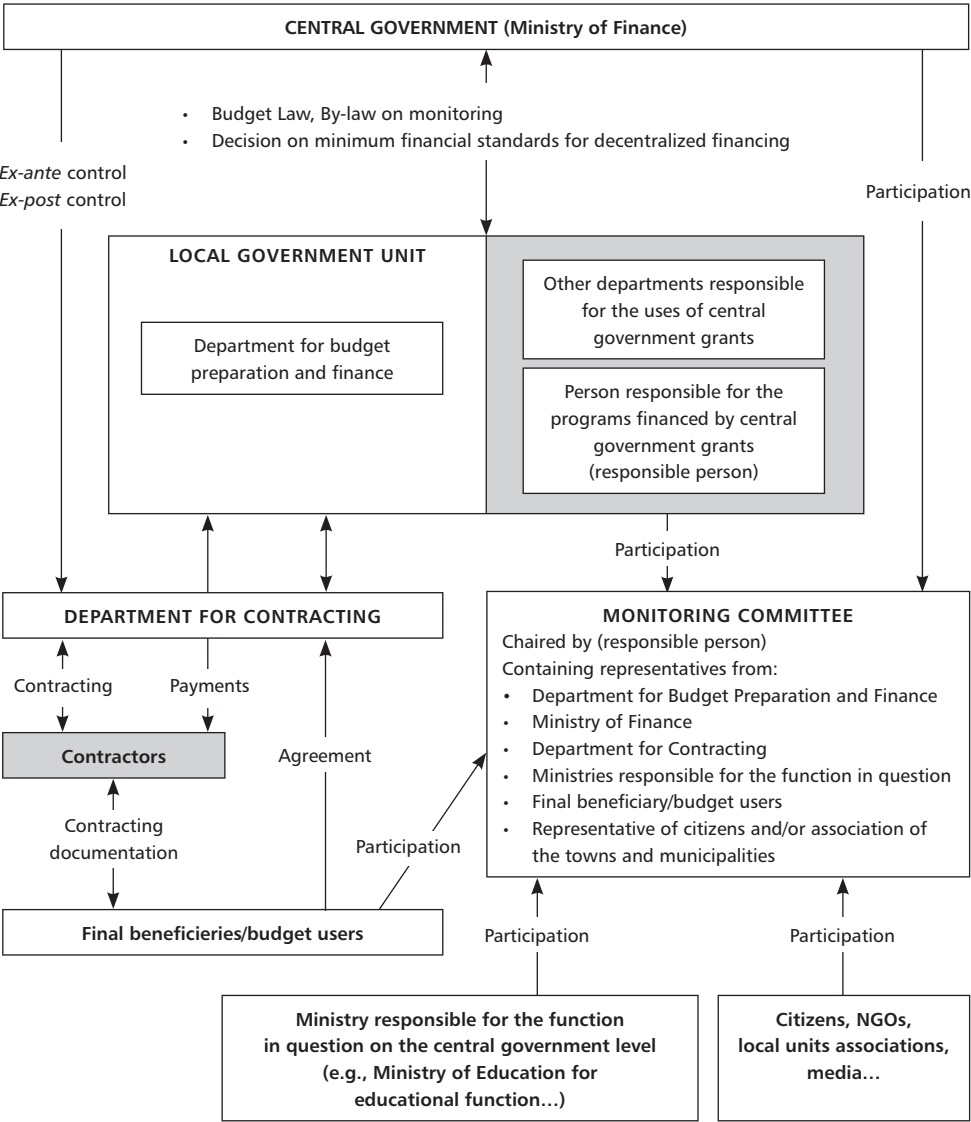 CENTRAL GOVERNMENT (Ministry of Finance)
• Budget Law, By-law on monitoring
• Decision on minimum financial standards for decentralized financing
Ex-ante control
Ex-post control
Participation
LOCAL GOVERNMENT UNIT
Department for budget
preparation and finance
Other departments responsible
for the uses of central
government grants
Person responsible for the
programs financed by central
government grants
(responsible person)
Participation
DEPARTMENT FOR CONTRACTING
Contracting
Payments
Contractors
Agreement
Contracting
documentation
Participation
Final beneficieries/budget users
MONITORING COMMITTEE
Chaired by (responsible person)
Containing representatives from:
• Department for Budget Preparation and Finance
• Ministry of Finance
• Department for Contracting
• Ministries responsible for the function in question
• Final beneficiary/budget users
• Representative of citizens and/or association of
the towns and municipalities
Participation
Participation
Ministry responsible for the function
in question on the central government level
(e.g., Ministry of Education for
educational function…)
Citizens, NGOs,
local units associations,
media…